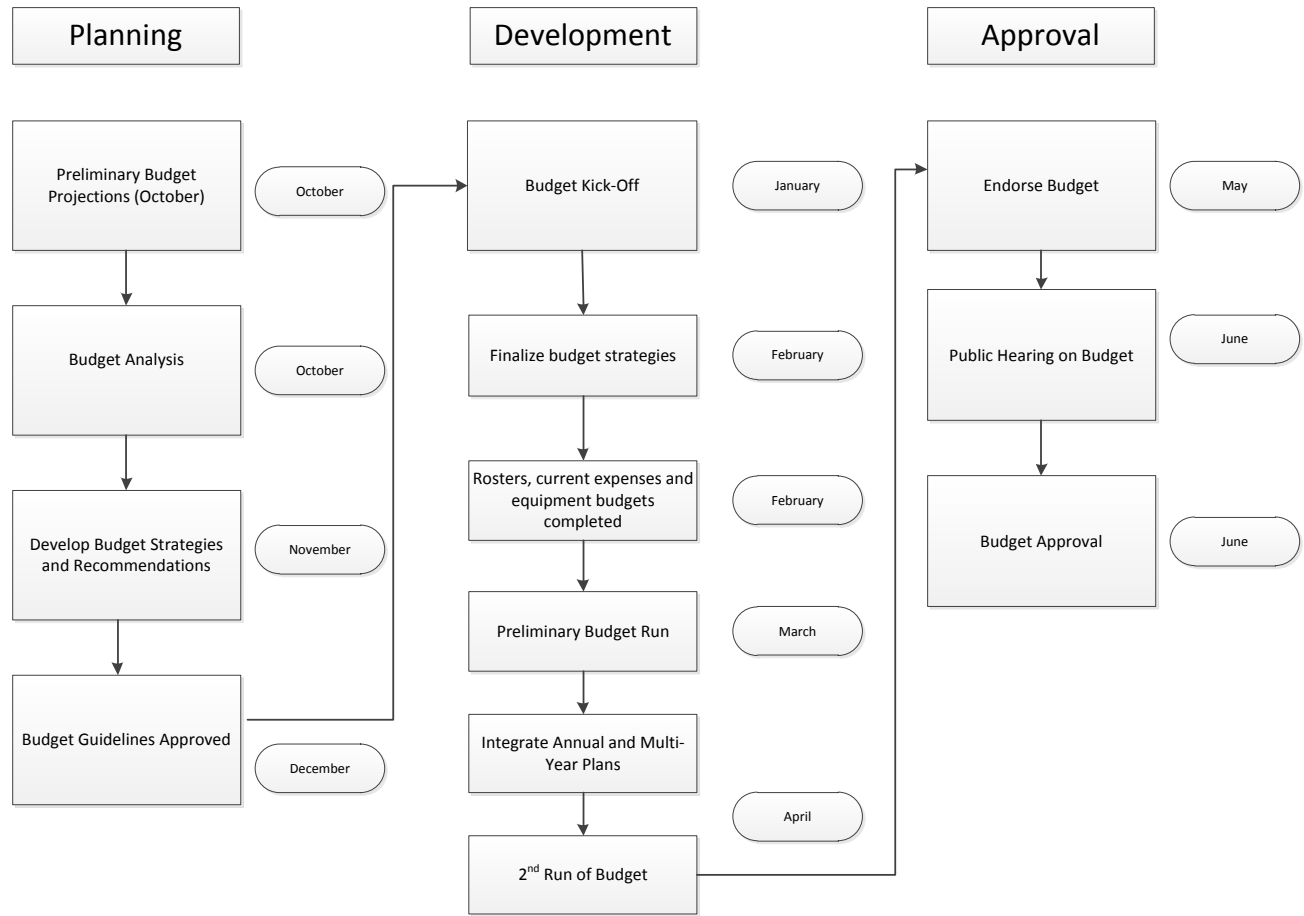 Planning
Preliminary Budget
Projections (October)
October
Budget Analysis
October
Develop Budget Strategies
and Recommendations
November
Budget Guidelines Approved
December
Development
Budget Kick-Off
January
Finalize budget strategies
February
Rosters, current expenses and
equipment budgets
completed
February
Preliminary Budget Run
March
Integrate Annual and Multi-
Year Plans
April
2nd Run of Budget
Approval
Endorse Budget
May
Public Hearing on Budget
June
Budget Approval
June